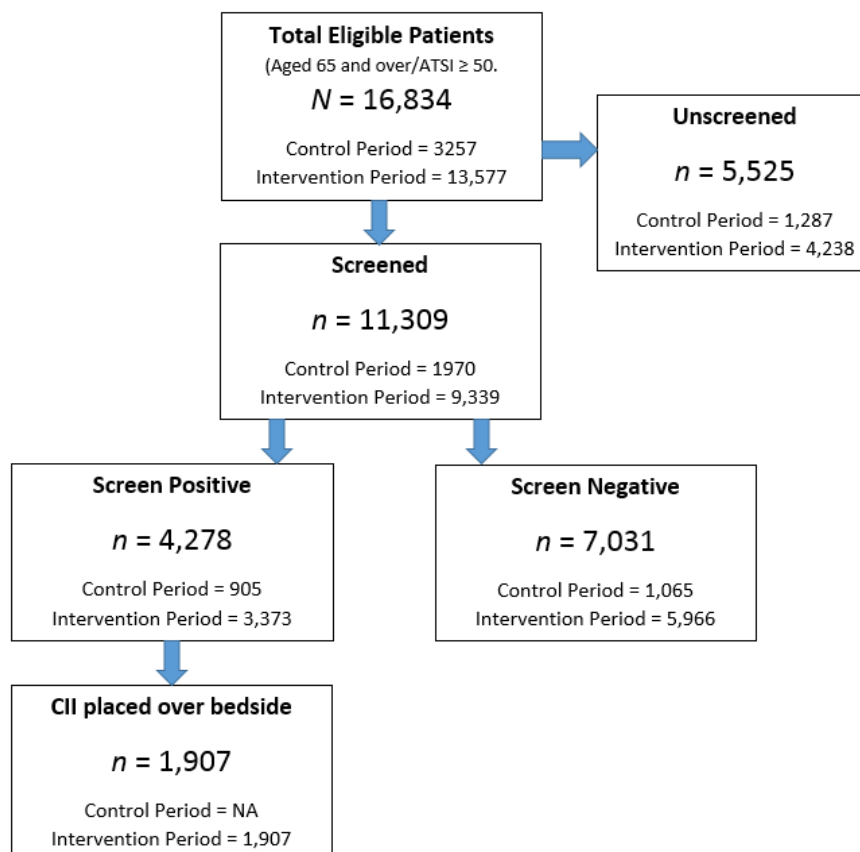 Total Eligible Patients
(Aged 65 and over/ATSI ≥ 50.
N = 16,834
Control Period = 3257
Intervention Period = 13,577
Unscreened
n = 5,525
Control Period = 1,287
Intervention Period = 4,238
Screened
n = 11,309
Control Period = 1970
Intervention Period = 9,339
Screen Positive
n = 4,278
Control Period = 905
Intervention Period = 3,373
Screen Negative
n = 7,031
Control Period = 1,065
Intervention Period = 5,966
CII placed over bedside
n = 1,907
Control Period = NA
Intervention Period = 1,907